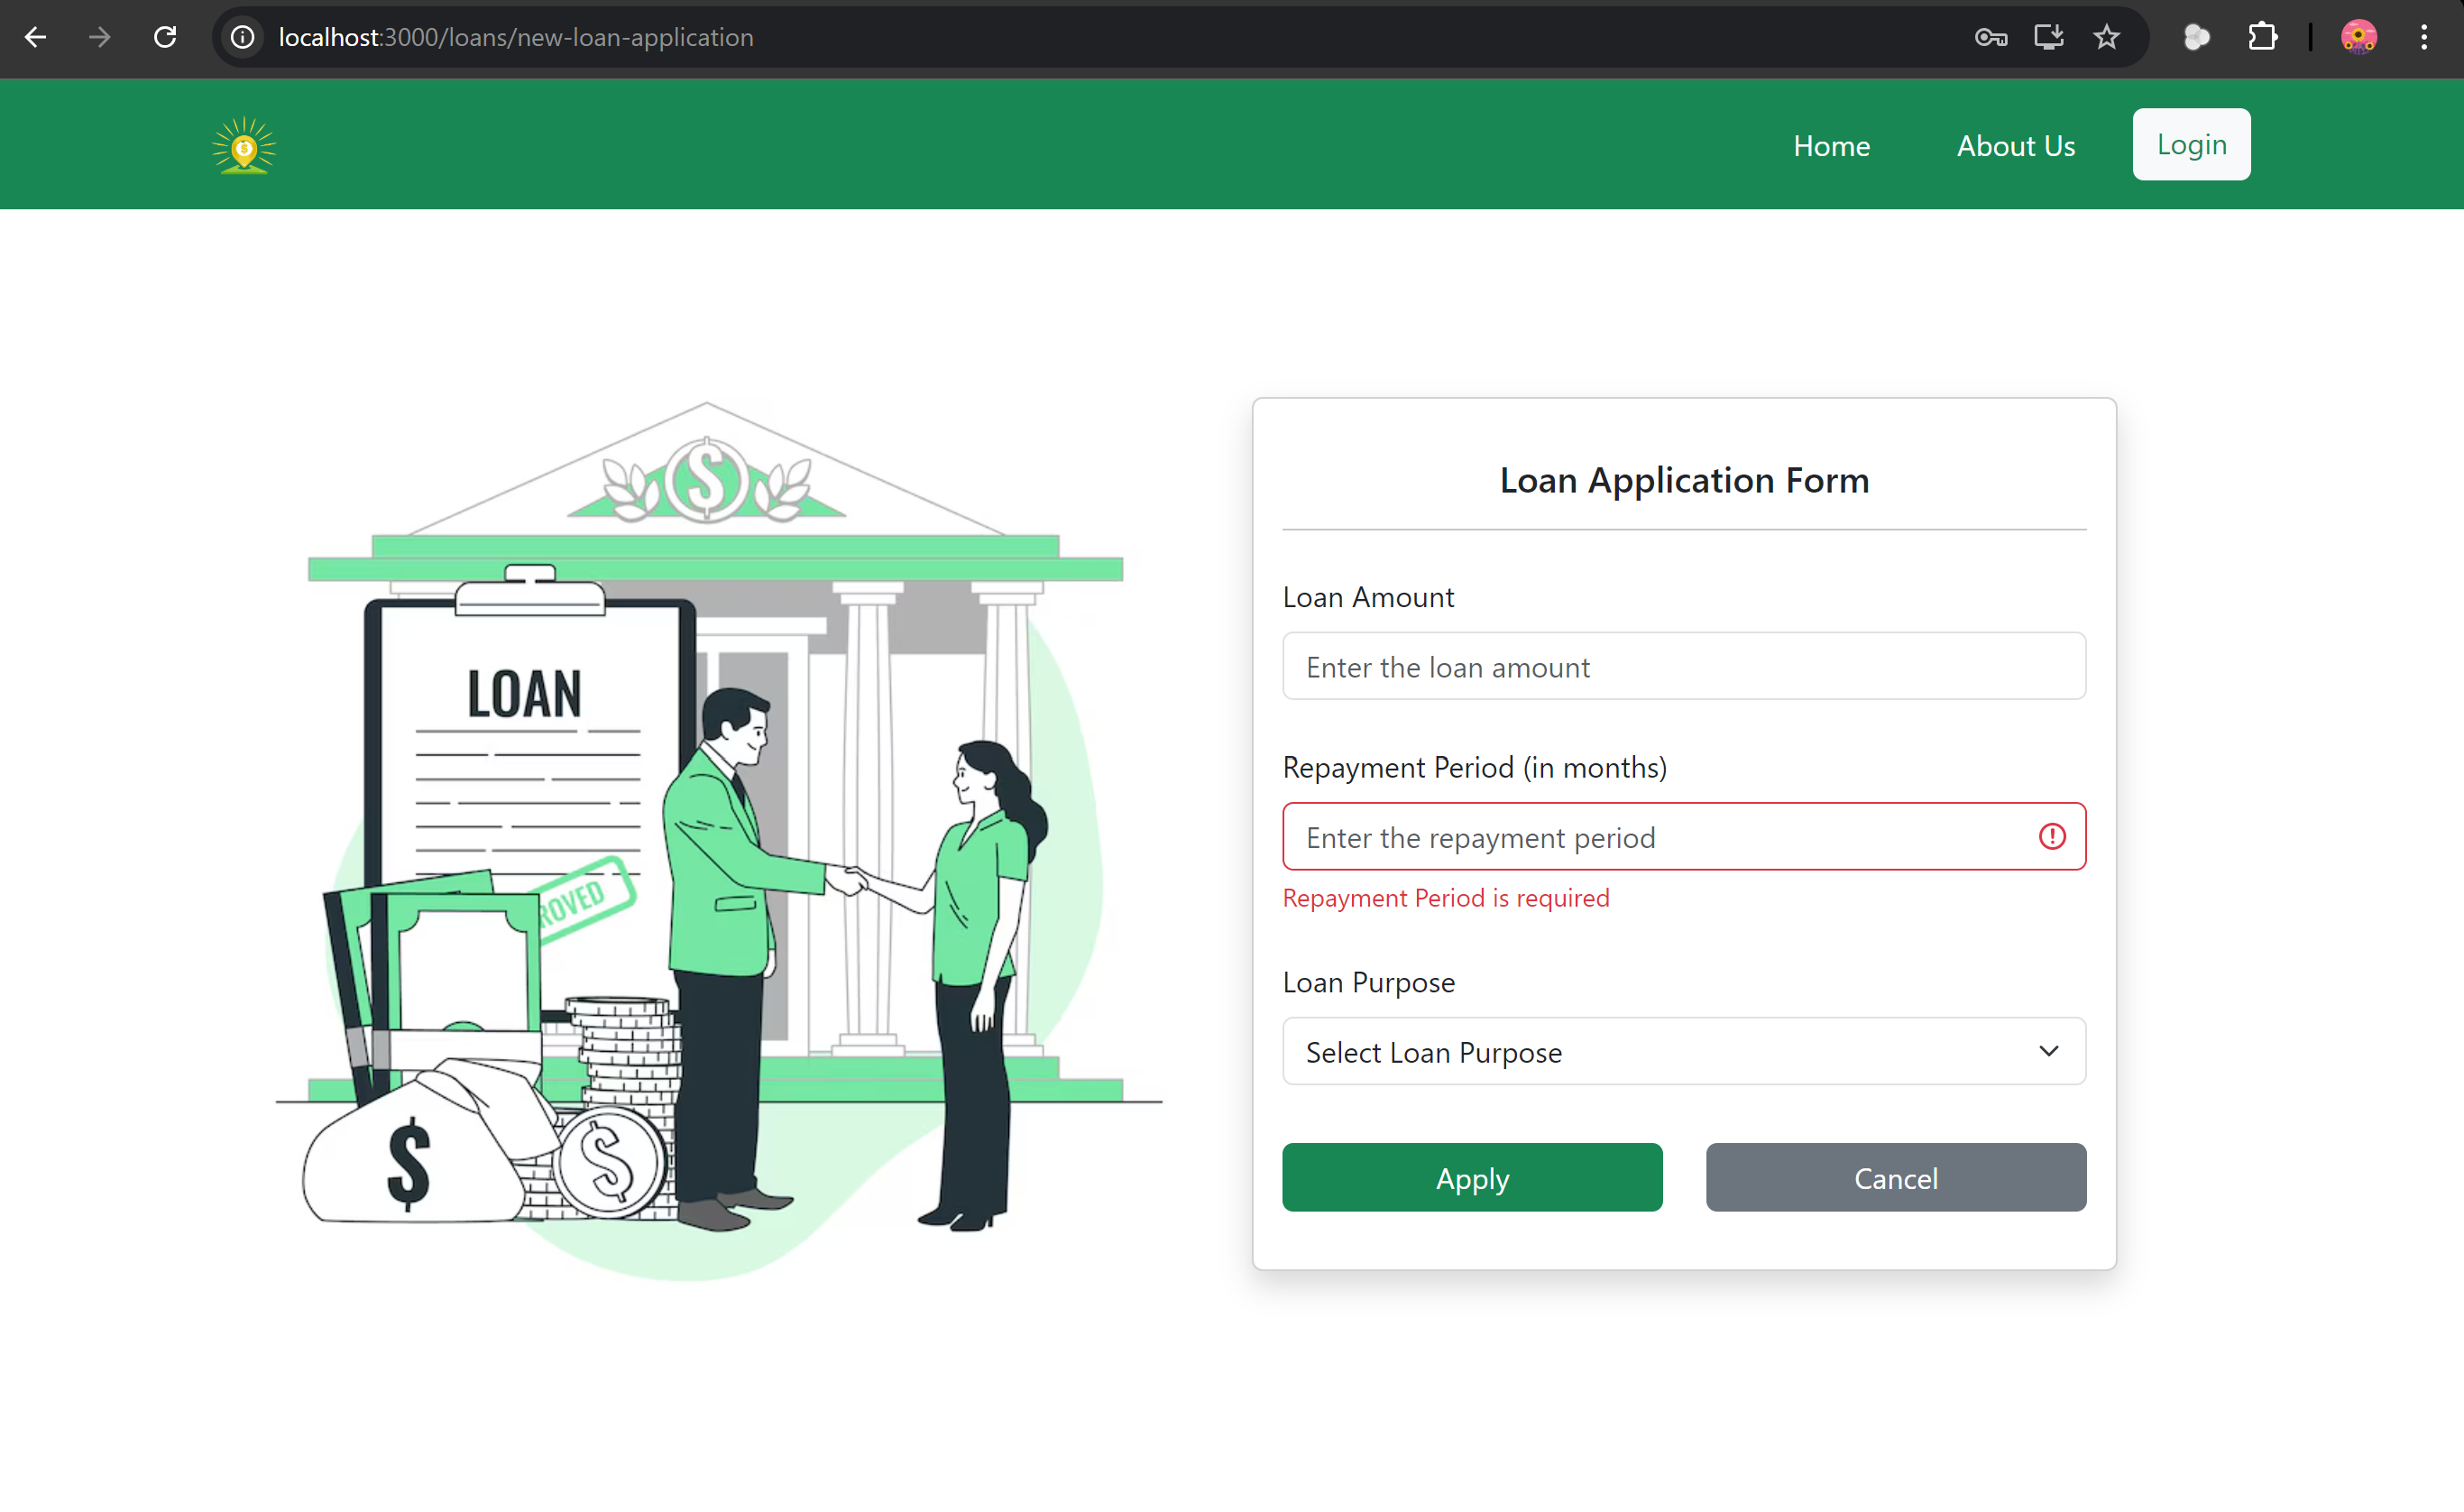 localhost:3000/loans/new-loan-application
Home
About Us
Login
LOAN
ROVED
$
$
$
$
Loan Application Form
Loan Amount
Enter the loan amount
Repayment Period (in months)
Enter the repayment period
Repayment Period is required
Loan Purpose
Select Loan Purpose
Apply
Cancel